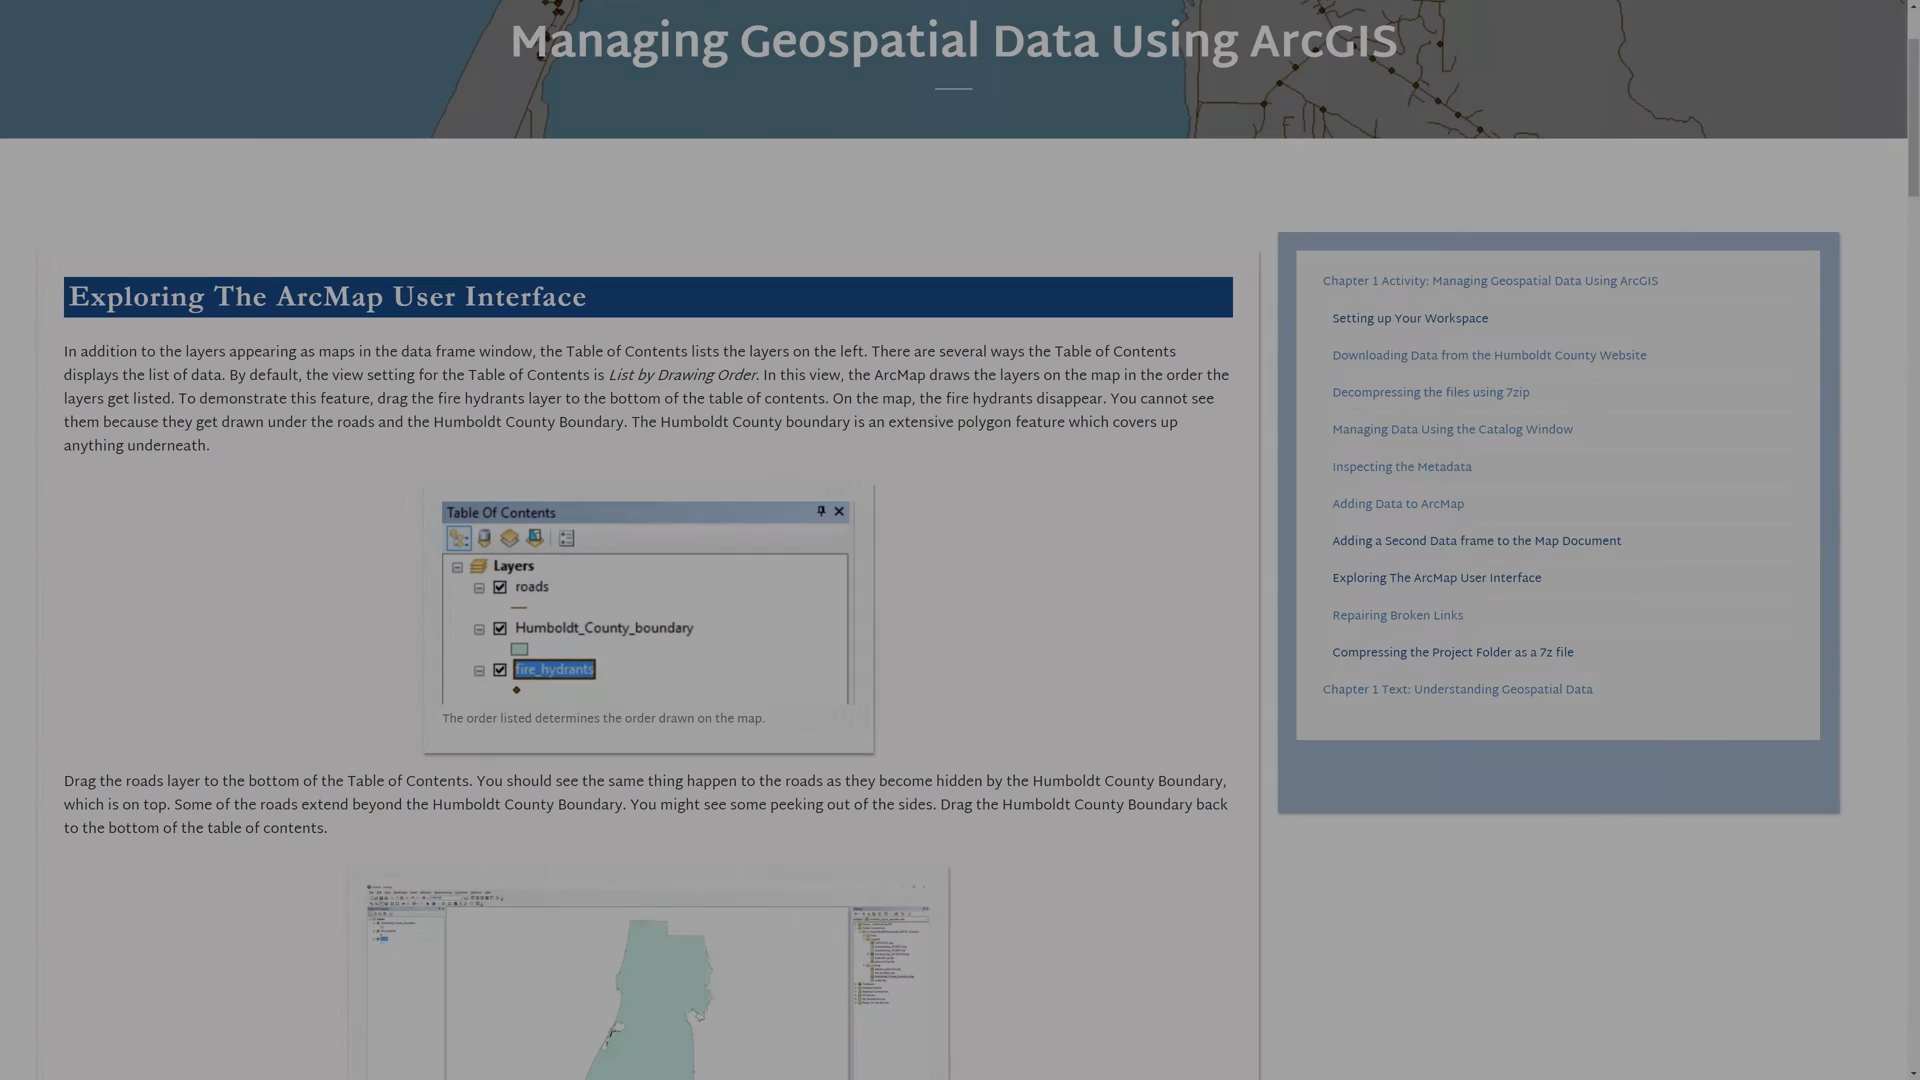 Managing Geospatial Data Using ArcGIS
Exploring The ArcMap User Interface
In addition to the layers appearing as maps in the data frame window, the Table of Contents lists the layers on the left. There are several ways the Table of Contents
displays the list of data. By default, the view setting for the Table of Contents is List by Drawing Order. In this view, the ArcMap draws the layers on the map in the order the
layers get listed. To demonstrate this feature, drag the fire hydrants layer to the bottom of the table of contents. On the map, the fire hydrants disappear. You cannot see
them because they get drawn under the roads and the Humboldt County Boundary. The Humboldt County boundary is an extensive polygon feature which covers up
anything underneath.
Table Of Contents
Layers
roads
Humboldt_County_boundary
fire_hydrants
The order listed determines the order drawn on the map.
Drag the roads layer to the bottom of the Table of Contents. You should see the same thing happen to the roads as they become hidden by the Humboldt County Boundary,
which is on top. Some of the roads extend beyond the Humboldt County Boundary. You might see some peeking out of the sides. Drag the Humboldt County Boundary back
to the bottom of the table of contents.
Chapter 1 Activity: Managing Geospatial Data Using ArcGIS
Setting up Your Workspace
Downloading Data from the Humboldt County Website
Decompressing the files using 7zip
Managing Data Using the Catalog Window
Inspecting the Metadata
Adding Data to ArcMap
Adding a Second Data frame to the Map Document
Exploring The ArcMap User Interface
Repairing Broken Links
Compressing the Project Folder as a 7z file
Chapter 1 Text: Understanding Geospatial Data